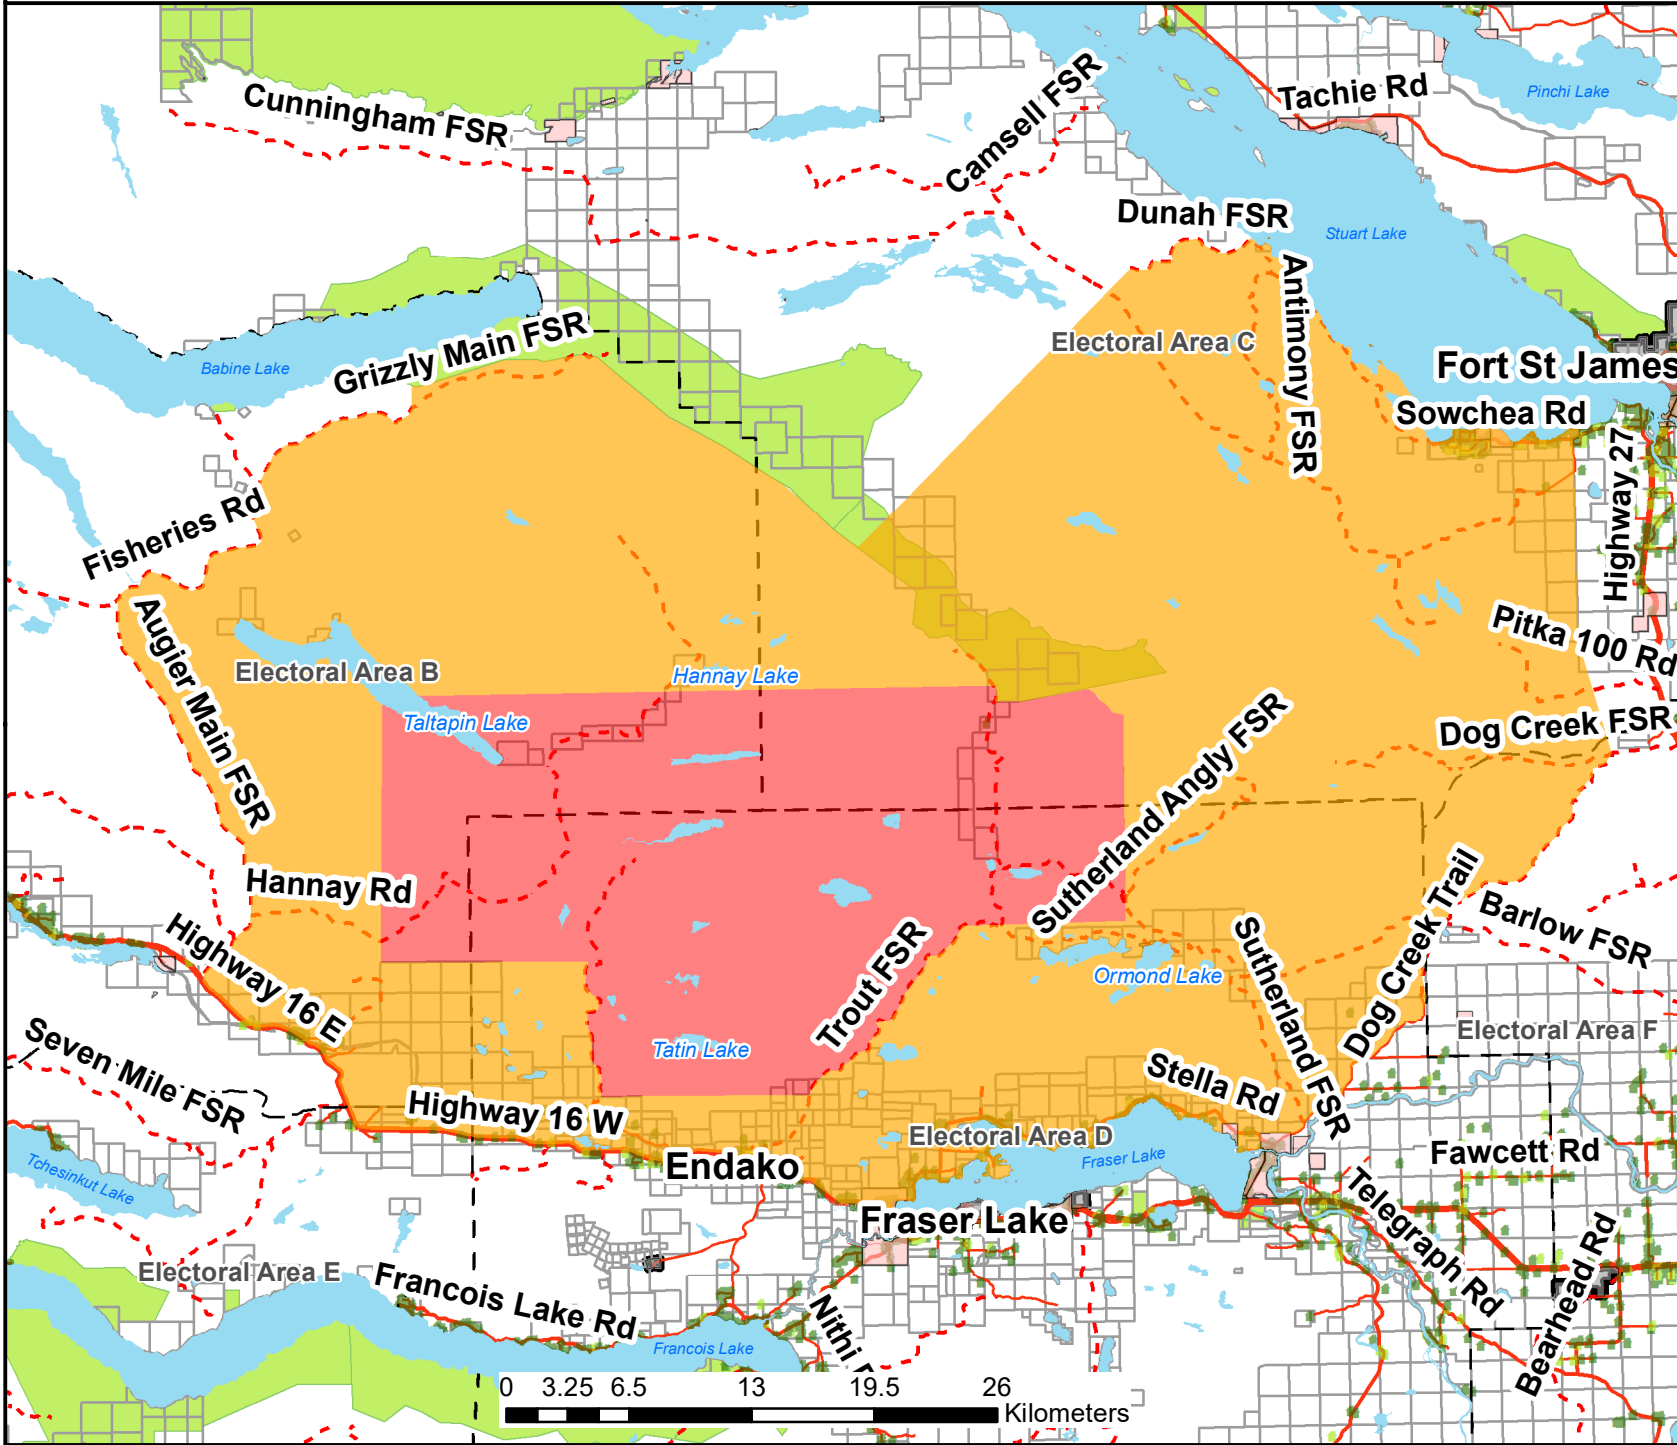 Cunningham FSR
Camsell FSR
Tachie Rd
Pinchi Lake
Dunah FSR
Stuart Lake
Antimony FSR
Electoral Area C
Babine Lake
Grizzly Main FSR
Fort St James
Sowchea Rd
Highway 27
Fisheries Rd
Augier Main FSR
Electoral Area B
Hannay Lake
Taltapin Lake
Pitka 100 Rd
Dog Creek FSR
Sutherland Angly FSR
Hannay Rd
Highway 16 E
Trout FSR
Ormond Lake
Sutherland FSR
Dog Creek Trail
Barlow FSR
Seven Mile FSR
Tatin Lake
Electoral Area F
Stella Rd
Highway 16 W
Electoral Area D
Fraser Lake
Endako
Fawcett Rd
Tchesinkut Lake
Fraser Lake
Telegraph Rd
Bearhead Rd
Electoral Area E
Francois Lake Rd
Nithi
Francois Lake
0 3.25 6.5 13 19.5 26
Kilometers